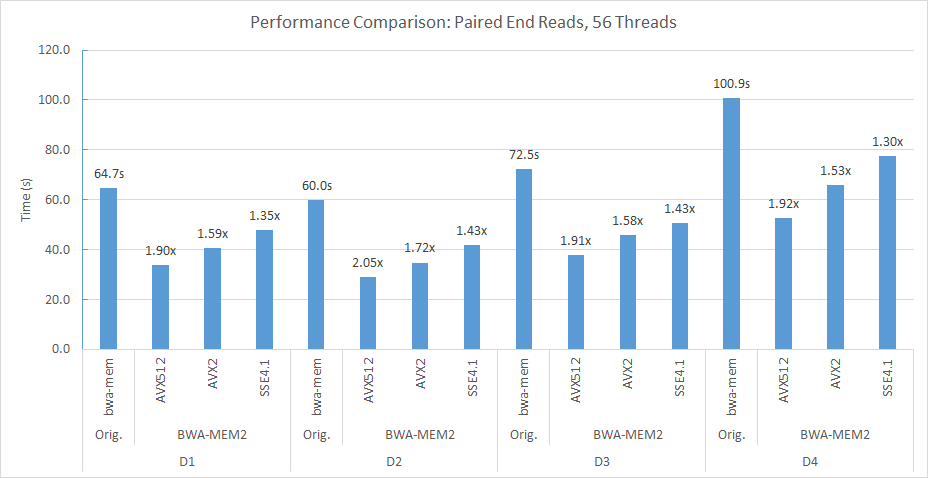 Performance Comparison: Paired End Reads, 56 Threads
120.0
100.0
80.0
60.0
40.0
20.0
0.0
Time (s)
64.7s
1.90x
1.59x
1.35x
60.0s
2.05x
1.72x
1.43x
72.5s
1.91x
1.58x
1.43x
100.9s
1.92x
1.53x
1.30x
bwa-mem
AVX512
AVX2
SSE4.1
bwa-mem
AVX512
AVX2
SSE4.1
bwa-mem
AVX512
AVX2
SSE4.1
bwa-mem
AVX512
AVX2
SSE4.1
Orig. BWA-MEM2 Orig. BWA-MEM2 Orig. BWA-MEM2 Orig. BWA-MEM2
D1 D2 D3 D4